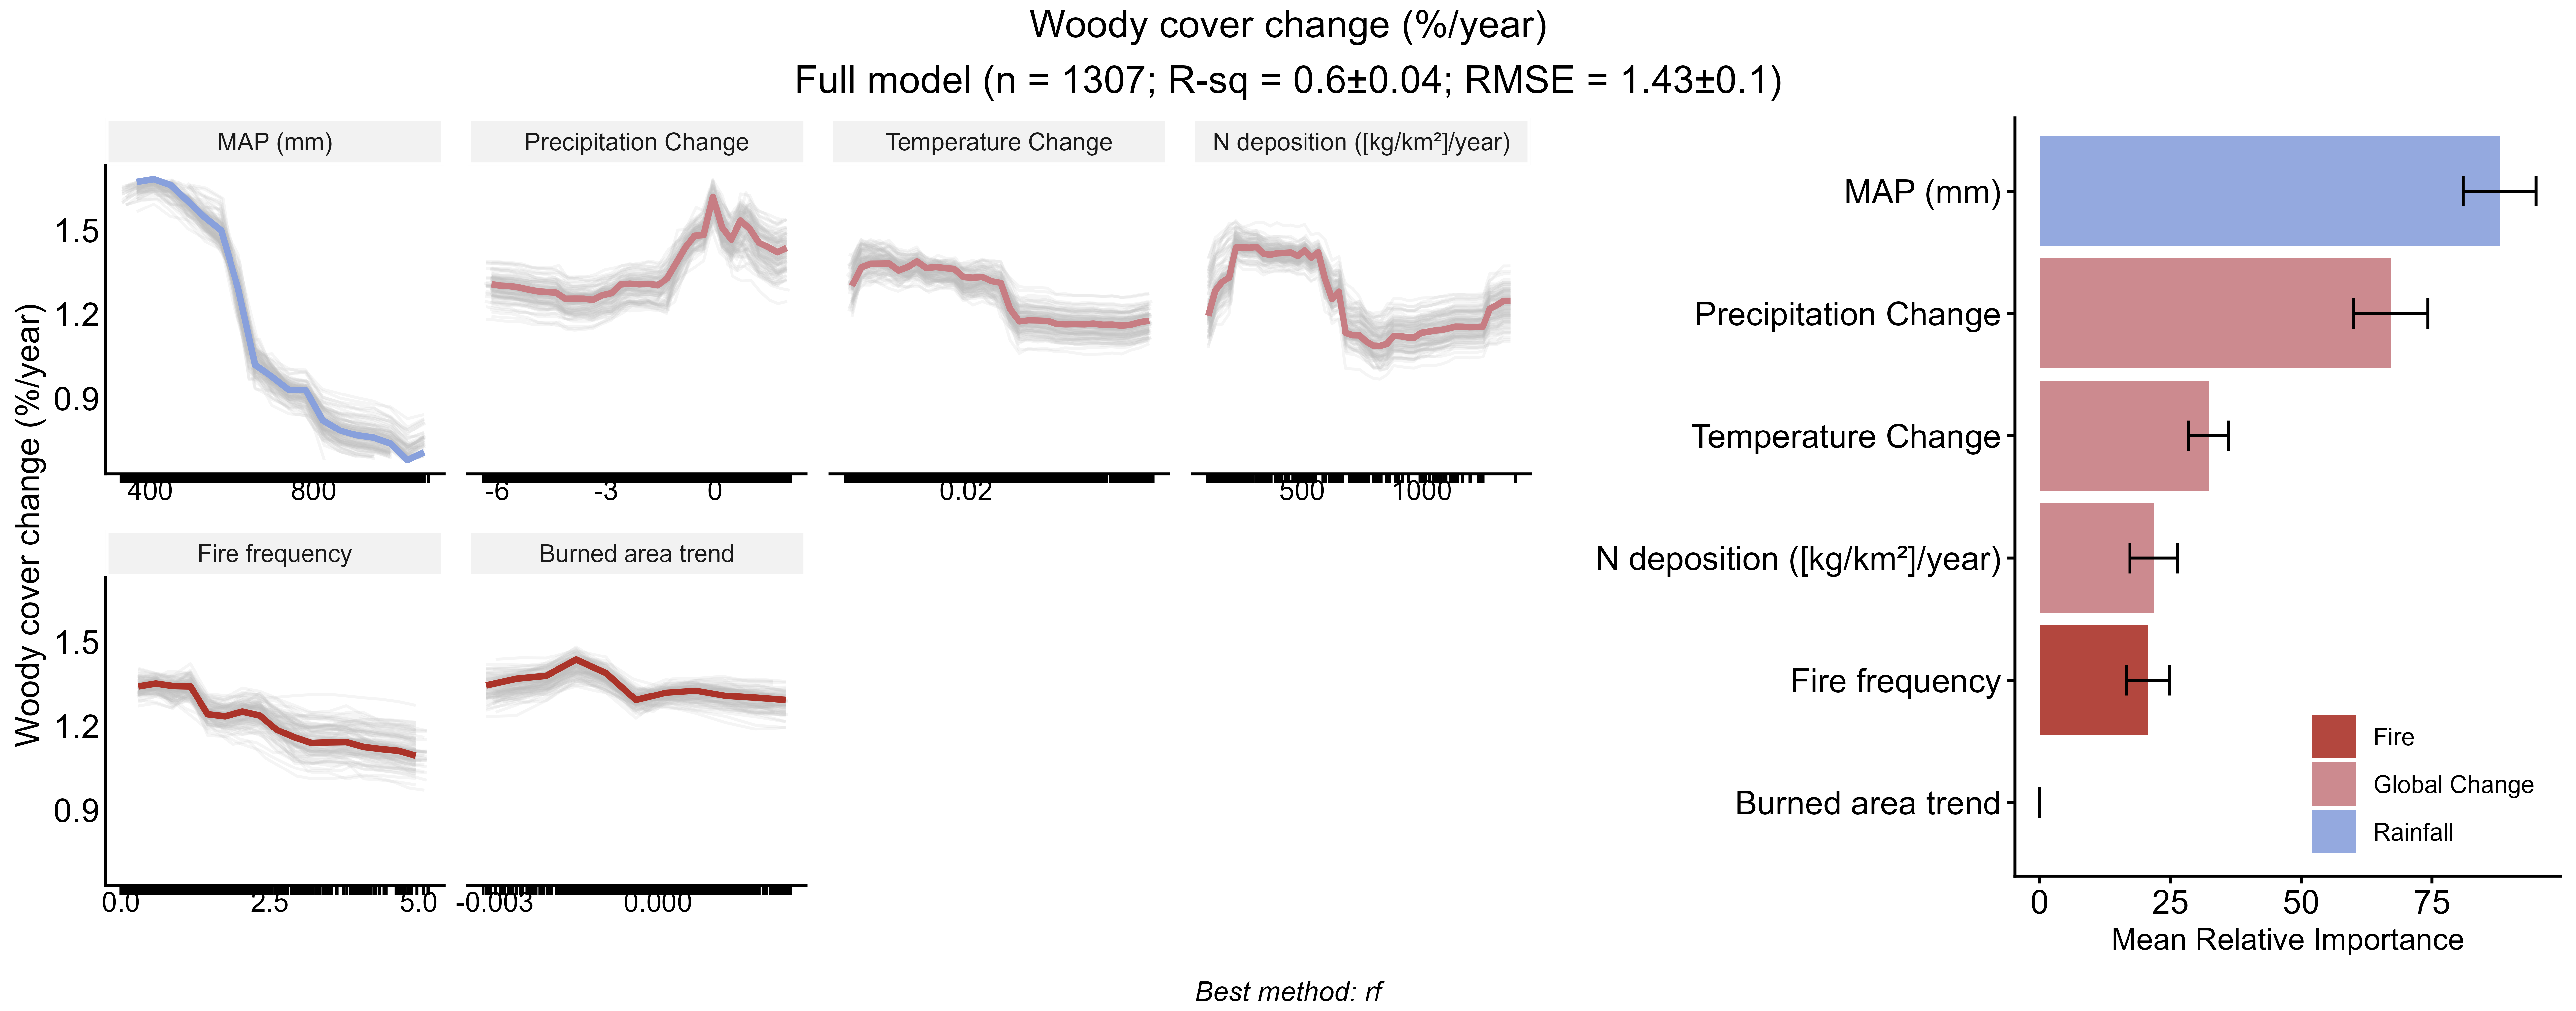 Woody cover change (%/year)
Full model (n = 1307; R-sq = 0.6±0.04; RMSE = 1.43±0.1)
Woody cover change (%/year)
MAP (mm)
Precipitation Change
Temperature Change
N deposition ([kg/km²]/year)
1.5
1.2
0.9
400 800
-6 -3 0
0.02
500 1000
Fire frequency
Burned area trend
1.5
1.2
0.9
0.0 2.5 5.0
-0.003 0.000
MAP (mm)
Precipitation Change
Temperature Change
N deposition ([kg/km²]/year)
Fire frequency
Burned area trend
Fire
Global Change
Rainfall
0 25 50 75
Mean Relative Importance
Best method: rf